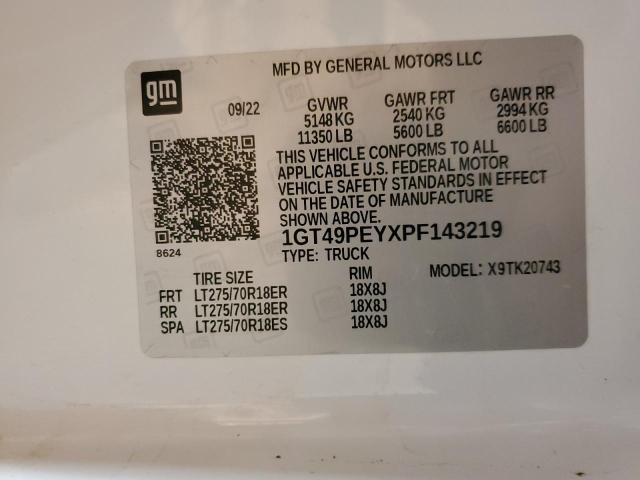 MFD BY GENERAL MOTORS LLC
gm
09/22
GVWR GAWR FRT GAWR RR
5148 KG 2540 KG 2994 KG
11350 LB 5600 LB 6600 LB
THIS VEHICLE CONFORMS TO ALL
APPLICABLE U.S. FEDERAL MOTOR
VEHICLE SAFETY STANDARDS IN EFFECT
ON THE DATE OF MANUFACTURE
SHOWN ABOVE.
1GT49PEYXPF143219
8624
TYPE: TRUCK MODEL: X9TK20743
TIRE SIZE RIM
FRT LT275/70R18ER 18X8J
RR LT275/70R18ER 18X8J
SPA LT275/70R18ES 18X8J